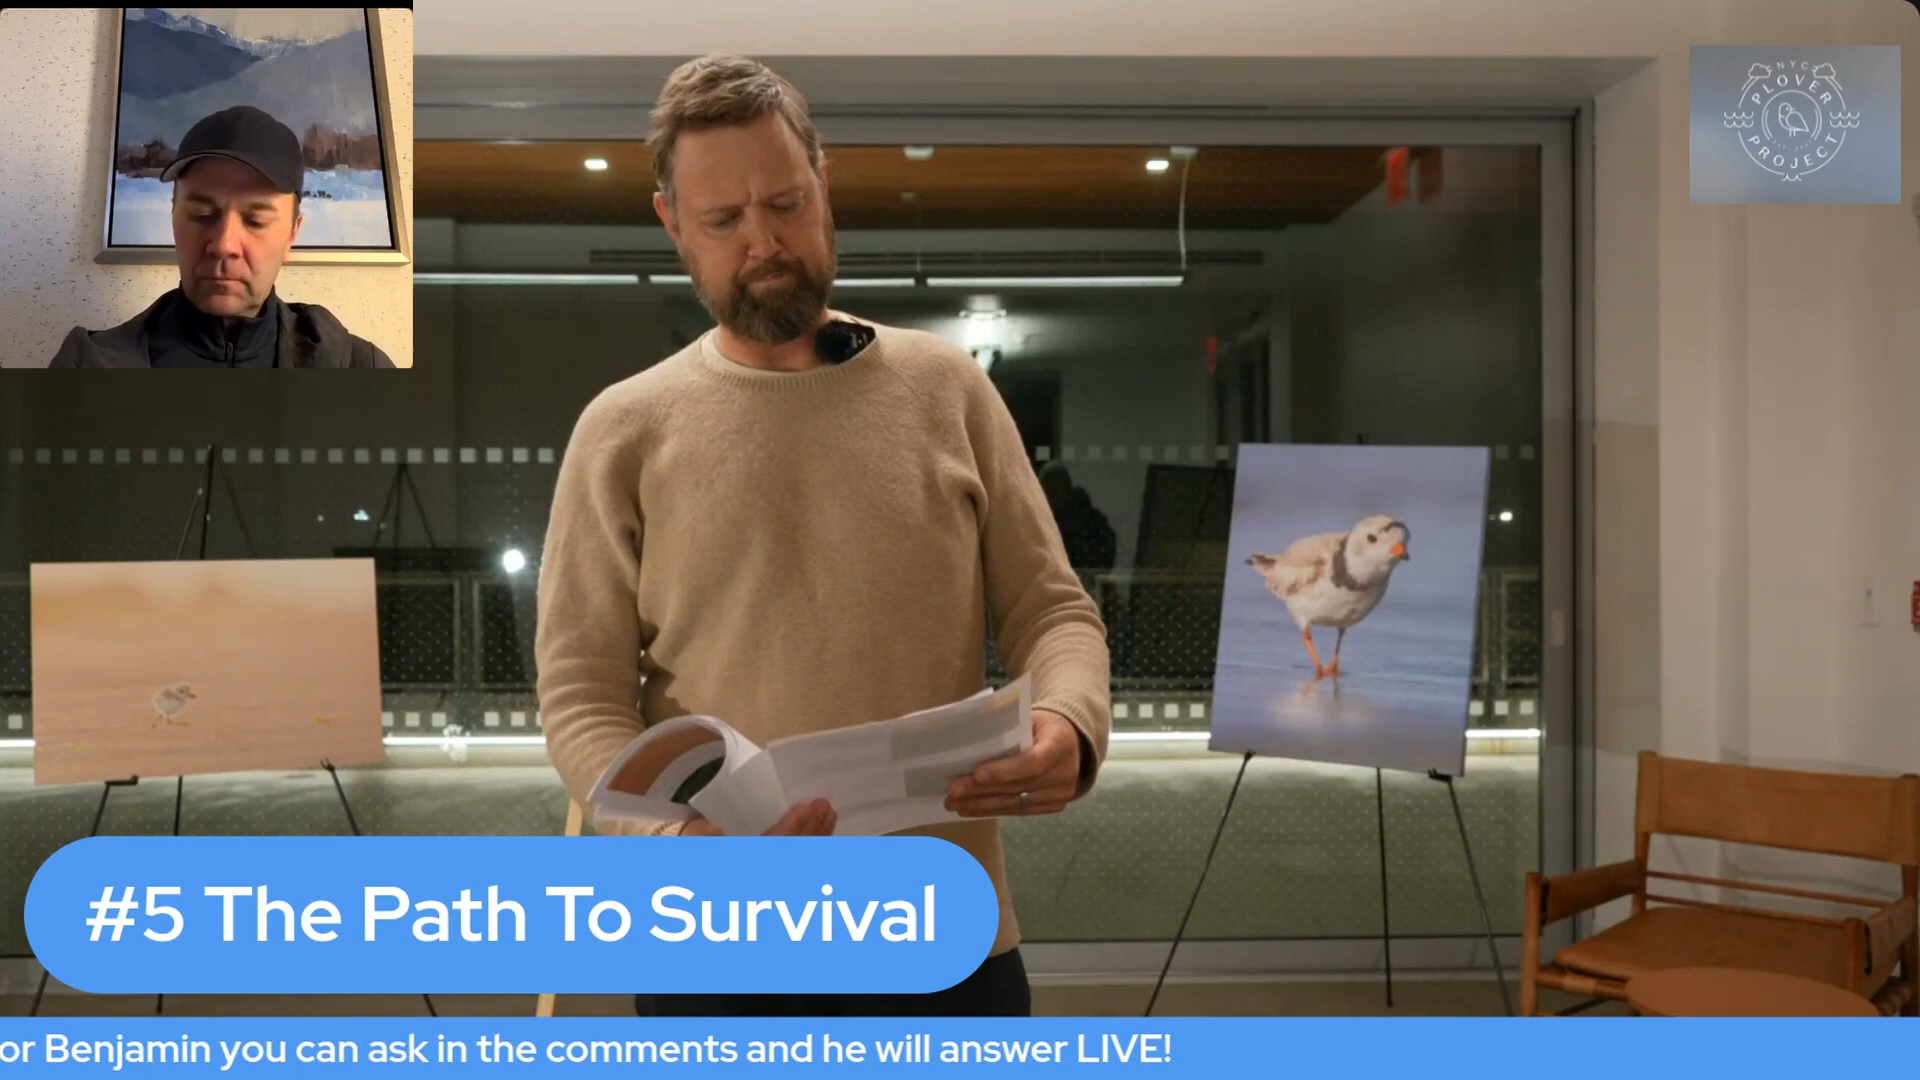 NYC
PLOVER
PROJECT
#5 The Path To Survival
or Benjamin you can ask in the comments and he will answer LIVE!